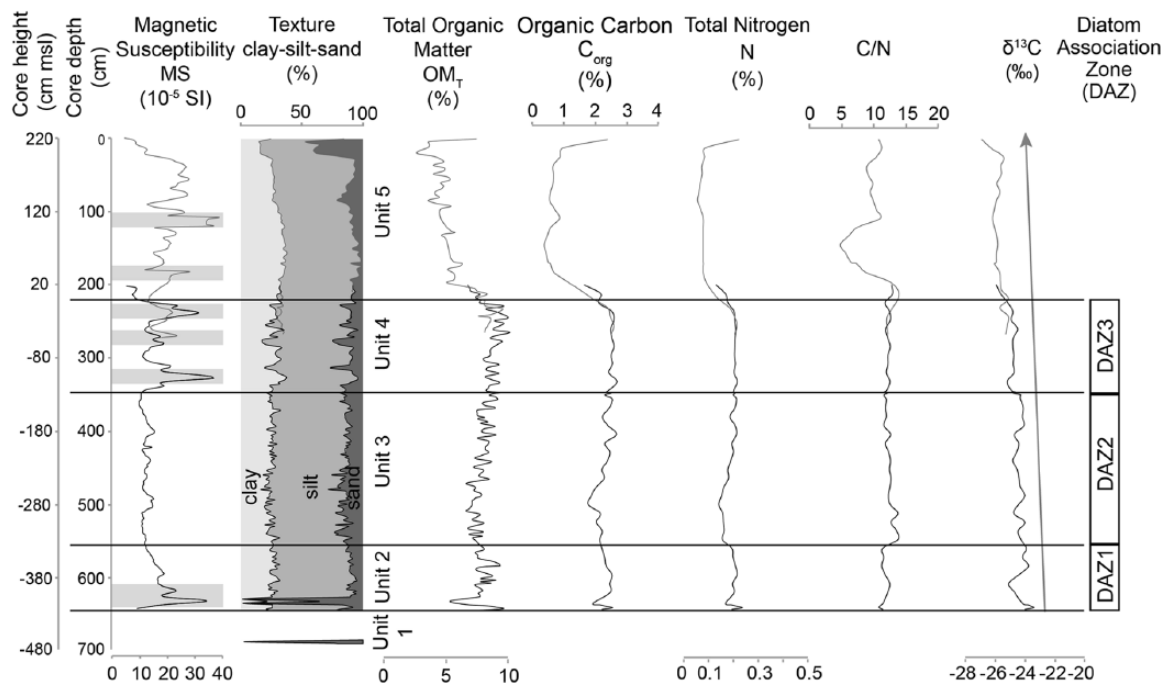 Core height
(cm msl)
Core depth
(cm)
Magnetic
Susceptibility
MS
(10⁻⁵ SI)
Texture
clay-silt-sand
(%)
Total Organic
Matter
OM_T
(%)
Organic Carbon
C_org
(%)
Total Nitrogen
N
(%)
C/N
δ¹³C
(‰)
Diatom
Association
Zone
(DAZ)
0 50 100
0 1 2 3 4
0 5 10 15 20
220 0
120 100
20 200
-80 300
-180 400
-280 500
-380 600
-480 700
Unit 5
Unit 4
Unit 3
Unit 2
Unit
1
clay
silt
sand
DAZ3
DAZ2
DAZ1
0 10 20 30 40
0 5 10
0 0.1 0.3 0.5
-28 -26 -24 -22 -20